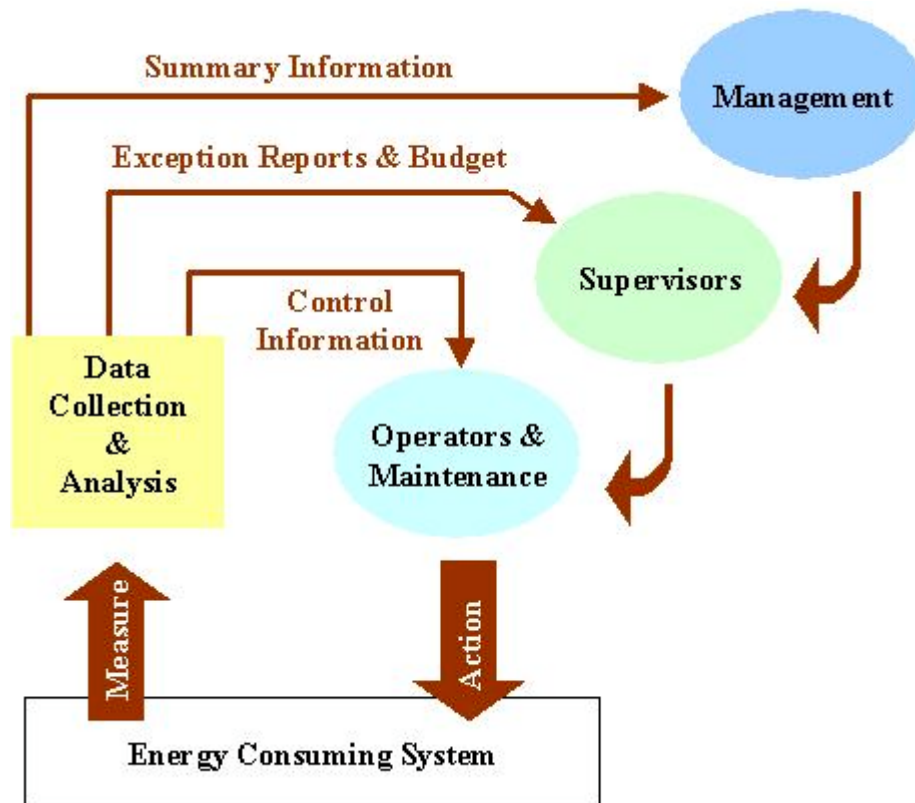 Summary Information
Management
Exception Reports & Budget
Supervisors
Control
Information
Data
Collection
&
Analysis
Operators &
Maintenance
Measure
Action
Energy Consuming System